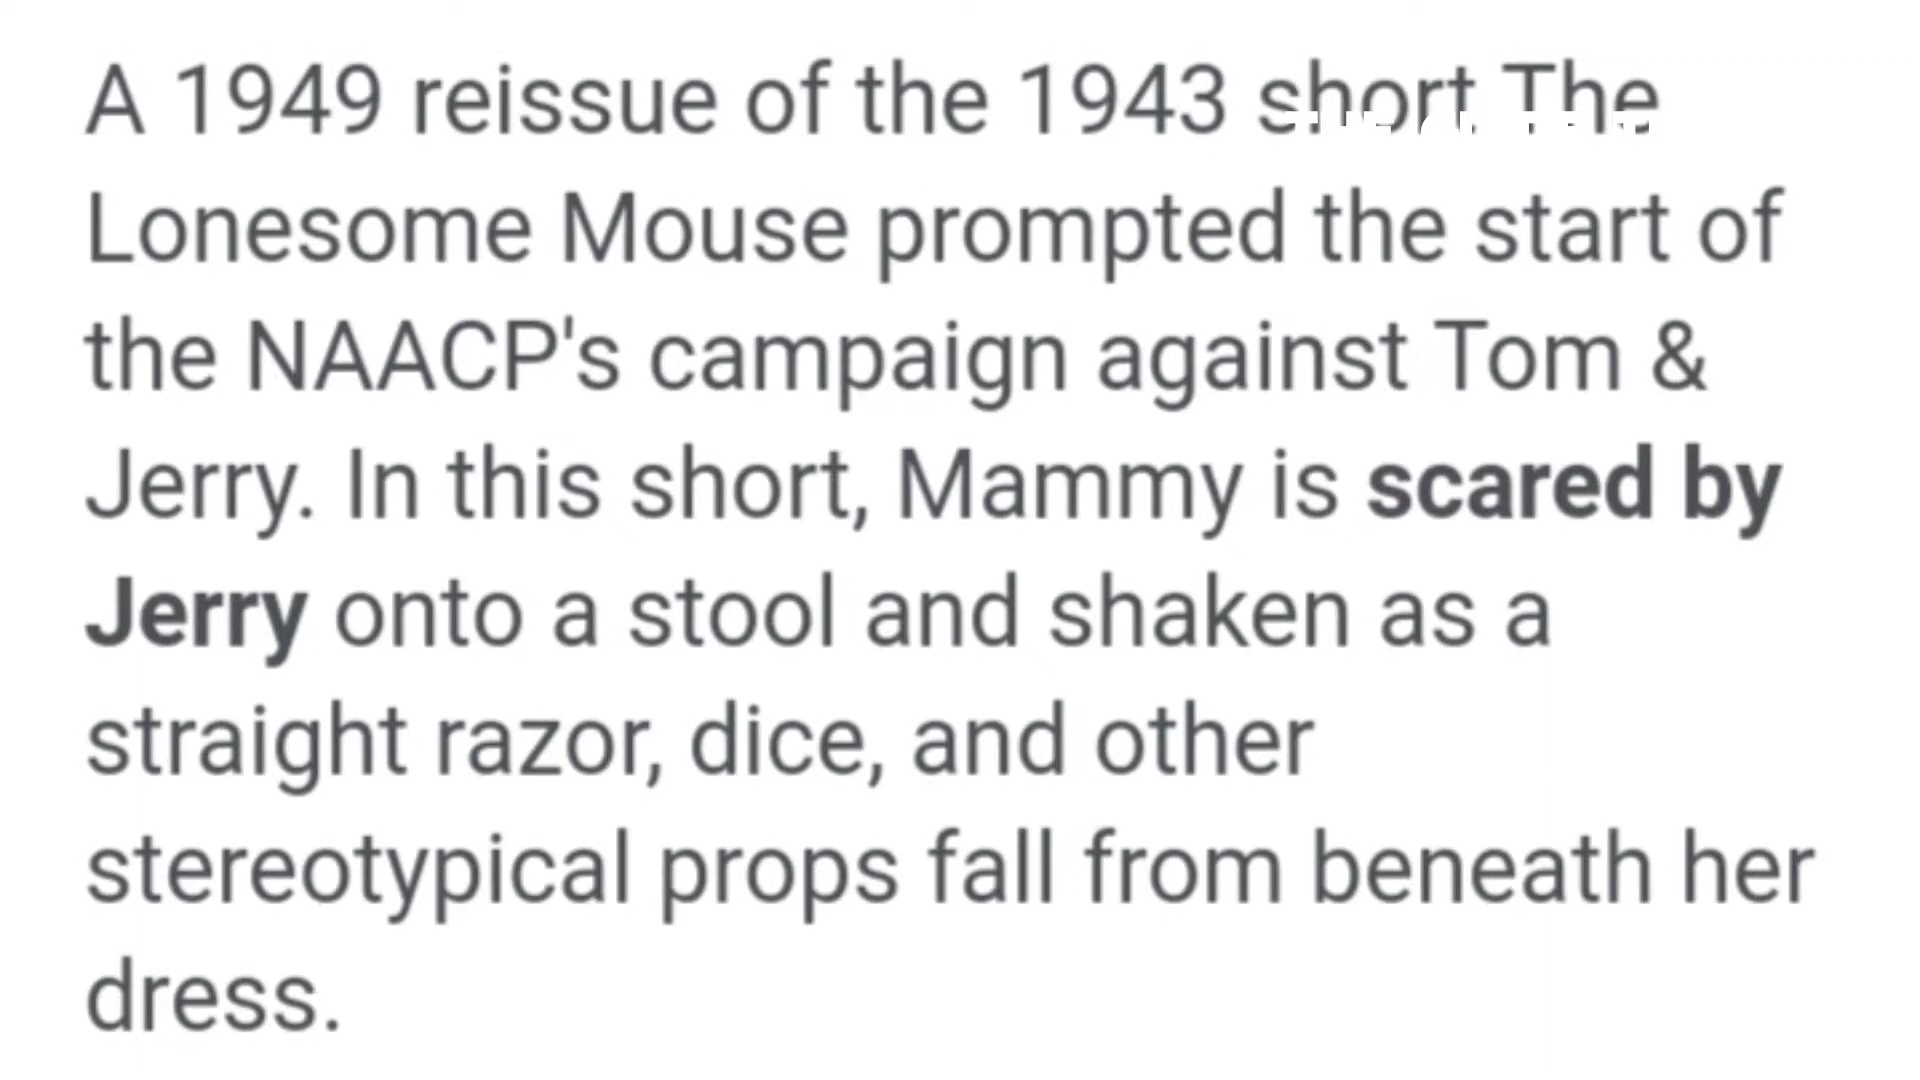 A 1949 reissue of the 1943 short The
Lonesome Mouse prompted the start of
the NAACP's campaign against Tom &
Jerry. In this short, Mammy is scared by
Jerry onto a stool and shaken as a
straight razor, dice, and other
stereotypical props fall from beneath her
dress.